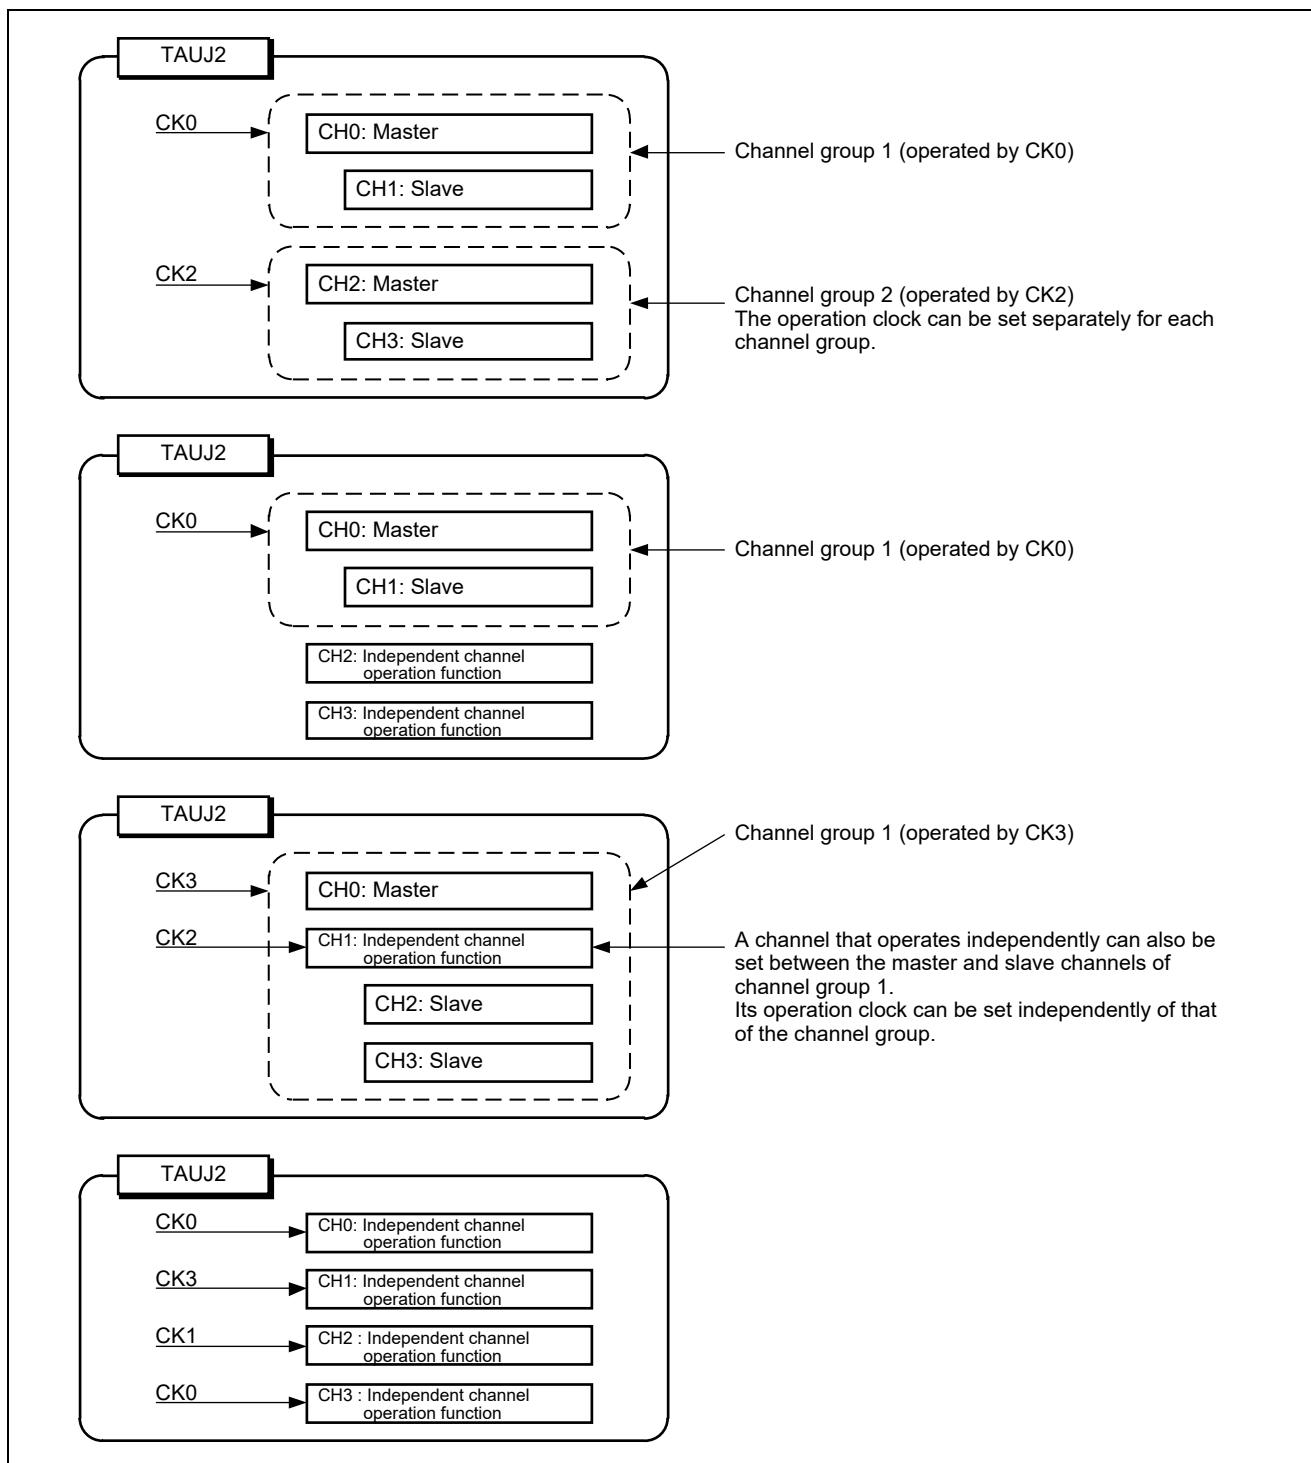 TAUJ2
CK0
CH0: Master
CH1: Slave
Channel group 1 (operated by CK0)
CK2
CH2: Master
CH3: Slave
Channel group 2 (operated by CK2)
The operation clock can be set separately for each
channel group.
TAUJ2
CK0
CH0: Master
CH1: Slave
Channel group 1 (operated by CK0)
CH2: Independent channel
operation function
CH3: Independent channel
operation function
TAUJ2
Channel group 1 (operated by CK3)
CK3
CH0: Master
CK2
CH1: Independent channel
operation function
A channel that operates independently can also be
set between the master and slave channels of
channel group 1.
Its operation clock can be set independently of that
of the channel group.
CH2: Slave
CH3: Slave
TAUJ2
CK0
CH0: Independent channel
operation function
CK3
CH1: Independent channel
operation function
CK1
CH2 : Independent channel
operation function
CK0
CH3 : Independent channel
operation function